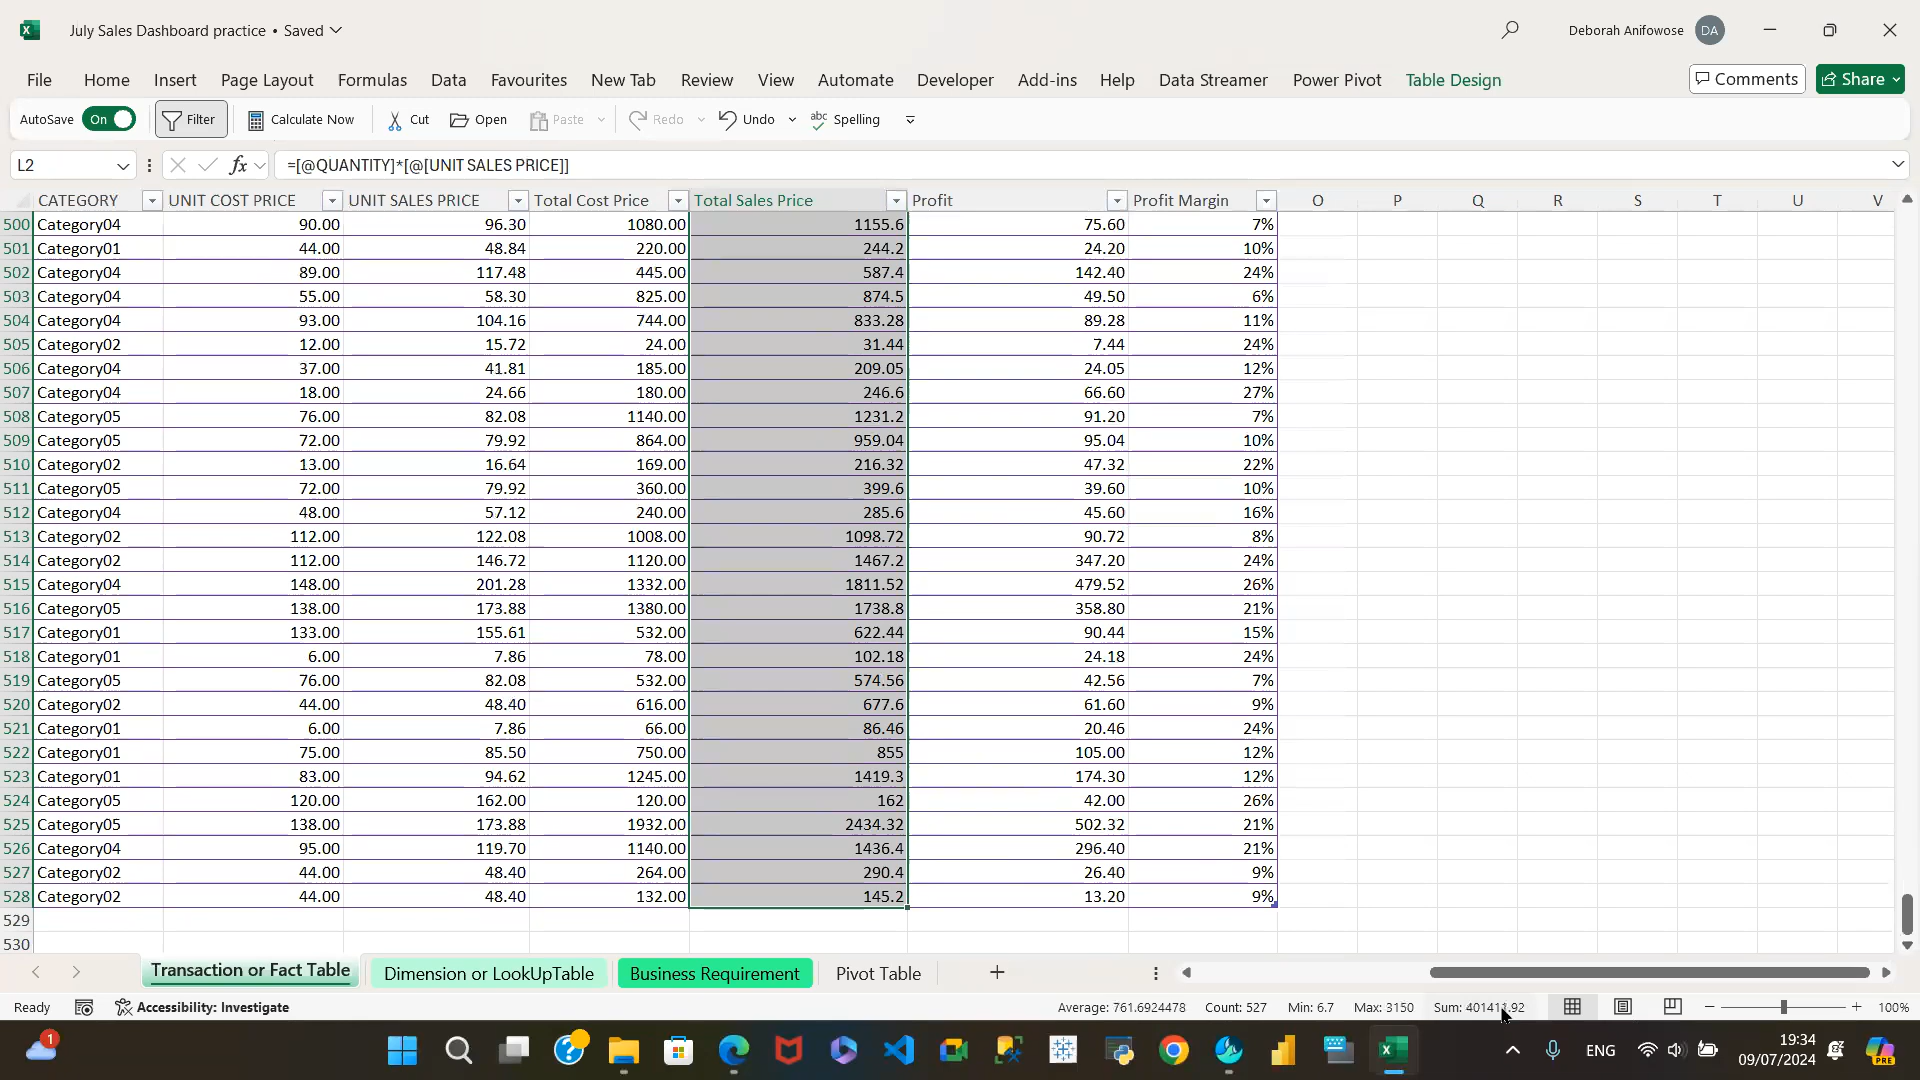 July Sales Dashboard practice • Saved
Deborah Anifowose DA
File Home Insert Page Layout Formulas Data Favourites New Tab Review View Automate Developer Add-ins Help Data Streamer Power Pivot Table Design Comments Share
AutoSave On Filter Calculate Now Cut Open Paste Redo Undo abc Spelling
L2 fx =[@QUANTITY]*[@[UNIT SALES PRICE]]
CATEGORY UNIT COST PRICE UNIT SALES PRICE Total Cost Price Total Sales Price Profit Profit Margin O P Q R S T U V
500 Category04 90.00 96.30 1080.00 1155.6 75.60 7%
501 Category01 44.00 48.84 220.00 244.2 24.20 10%
502 Category04 89.00 117.48 445.00 587.4 142.40 24%
503 Category04 55.00 58.30 825.00 874.5 49.50 6%
504 Category04 93.00 104.16 744.00 833.28 89.28 11%
505 Category02 12.00 15.72 24.00 31.44 7.44 24%
506 Category04 37.00 41.81 185.00 209.05 24.05 12%
507 Category04 18.00 24.66 180.00 246.6 66.60 27%
508 Category05 76.00 82.08 1140.00 1231.2 91.20 7%
509 Category05 72.00 79.92 864.00 959.04 95.04 10%
510 Category02 13.00 16.64 169.00 216.32 47.32 22%
511 Category05 72.00 79.92 360.00 399.6 39.60 10%
512 Category04 48.00 57.12 240.00 285.6 45.60 16%
513 Category02 112.00 122.08 1008.00 1098.72 90.72 8%
514 Category02 112.00 146.72 1120.00 1467.2 347.20 24%
515 Category04 148.00 201.28 1332.00 1811.52 479.52 26%
516 Category05 138.00 173.88 1380.00 1738.8 358.80 21%
517 Category01 133.00 155.61 532.00 622.44 90.44 15%
518 Category01 6.00 7.86 78.00 102.18 24.18 24%
519 Category05 76.00 82.08 532.00 574.56 42.56 7%
520 Category02 44.00 48.40 616.00 677.6 61.60 9%
521 Category01 6.00 7.86 66.00 86.46 20.46 24%
522 Category01 75.00 85.50 750.00 855 105.00 12%
523 Category01 83.00 94.62 1245.00 1419.3 174.30 12%
524 Category05 120.00 162.00 120.00 162 42.00 26%
525 Category05 138.00 173.88 1932.00 2434.32 502.32 21%
526 Category04 95.00 119.70 1140.00 1436.4 296.40 21%
527 Category02 44.00 48.40 264.00 290.4 26.40 9%
528 Category02 44.00 48.40 132.00 145.2 13.20 9%
529
530
Transaction or Fact Table Dimension or LookUpTable Business Requirement Pivot Table
Ready Accessibility: Investigate Average: 761.6924478 Count: 527 Min: 6.7 Max: 3150 Sum: 401411.92 100%
1 ENG 19:34
09/07/2024 PRE